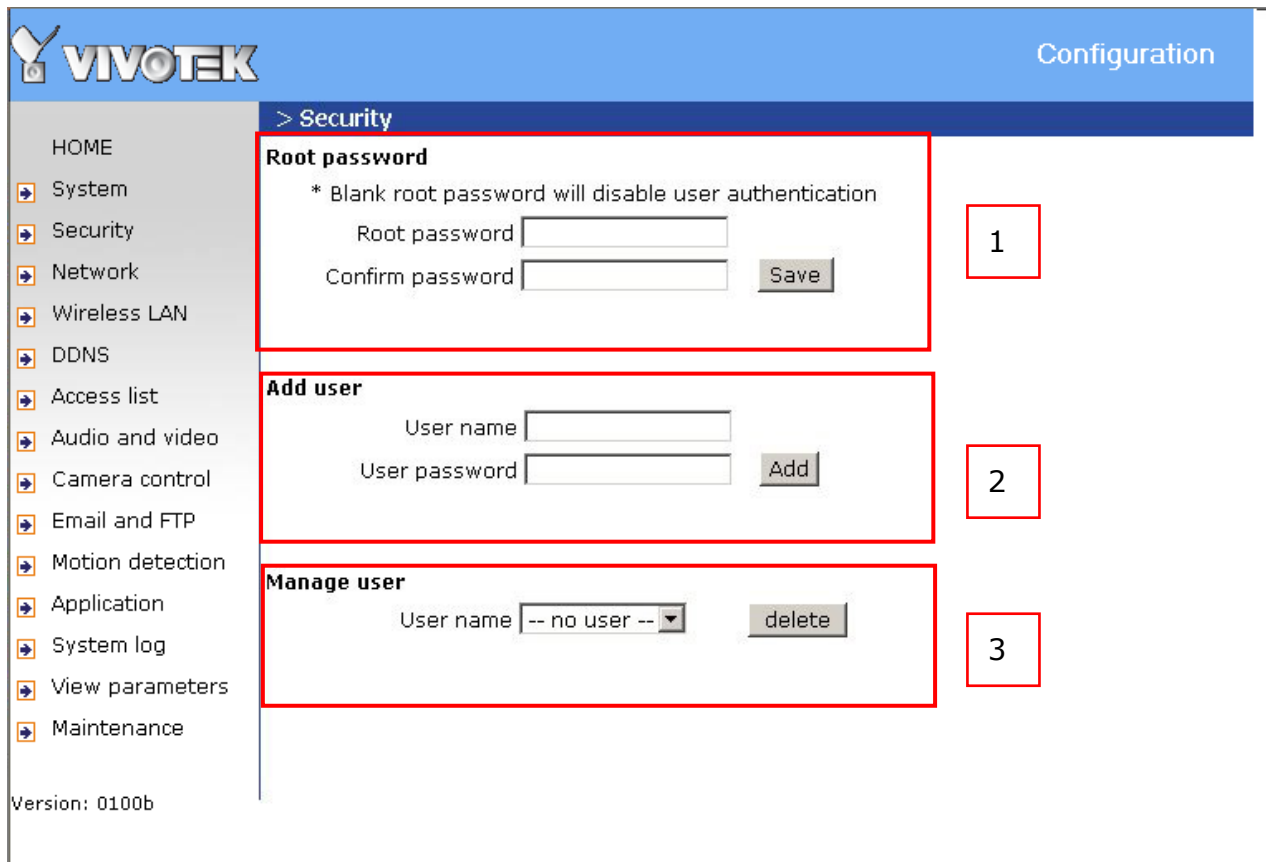 VIVOTEK
Configuration
> Security
HOME
System
Security
Network
Wireless LAN
DDNS
Access list
Audio and video
Camera control
Email and FTP
Motion detection
Application
System log
View parameters
Maintenance
Version: 0100b
Root password
* Blank root password will disable user authentication
Root password
Confirm password Save
1
Add user
User name
User password Add
2
Manage user
User name -- no user -- delete
3